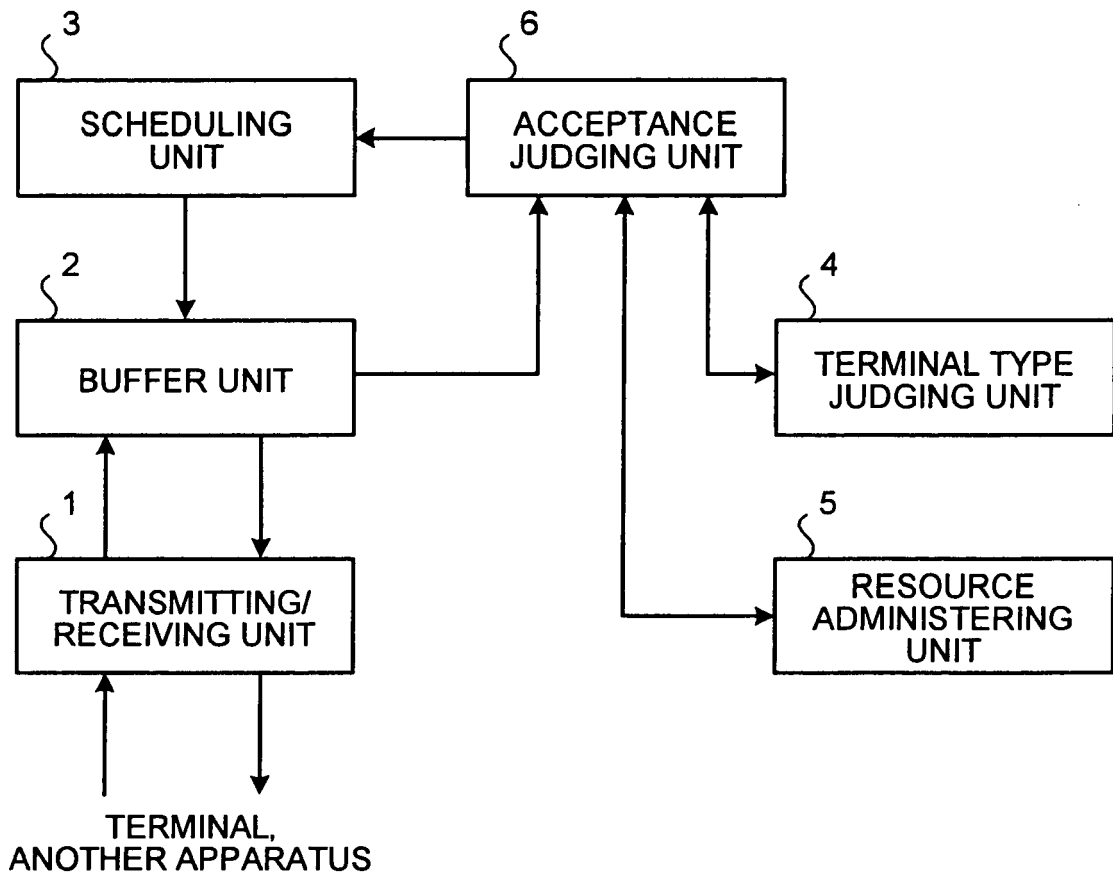 3
SCHEDULING
UNIT
6
ACCEPTANCE
JUDGING UNIT
2
BUFFER UNIT
4
TERMINAL TYPE
JUDGING UNIT
1
TRANSMITTING/
RECEIVING UNIT
5
RESOURCE
ADMINISTERING
UNIT
TERMINAL,
ANOTHER APPARATUS